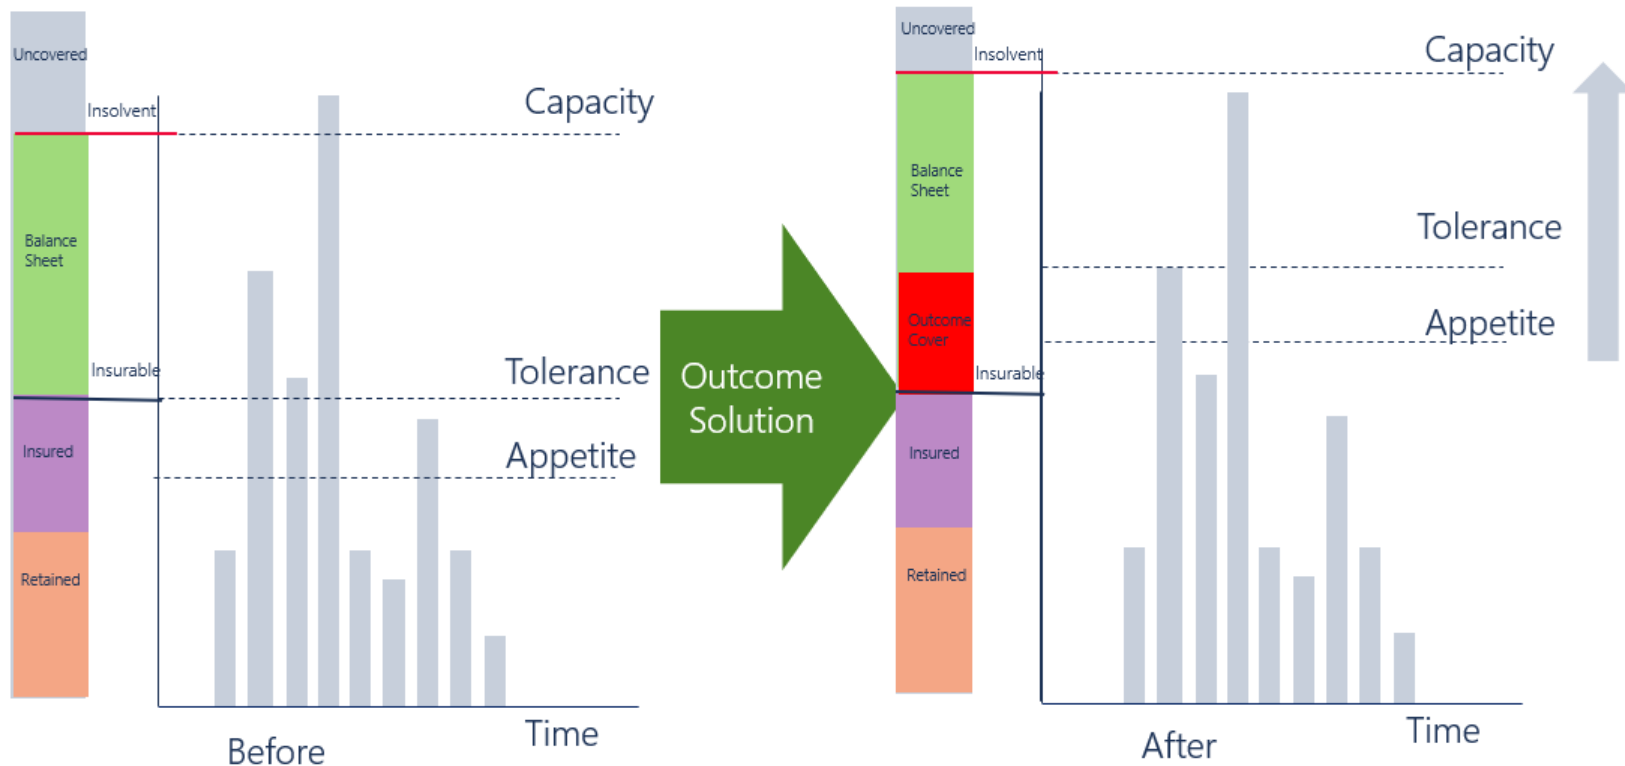 Uncovered
Insolvent
Capacity
Balance
Sheet
Insurable
Tolerance
Insured
Appetite
Retained
Time
Before
Outcome
Solution
Uncovered
Insolvent
Capacity
Balance
Sheet
Tolerance
Outcome
Cover
Appetite
Insurable
Insured
Retained
Time
After